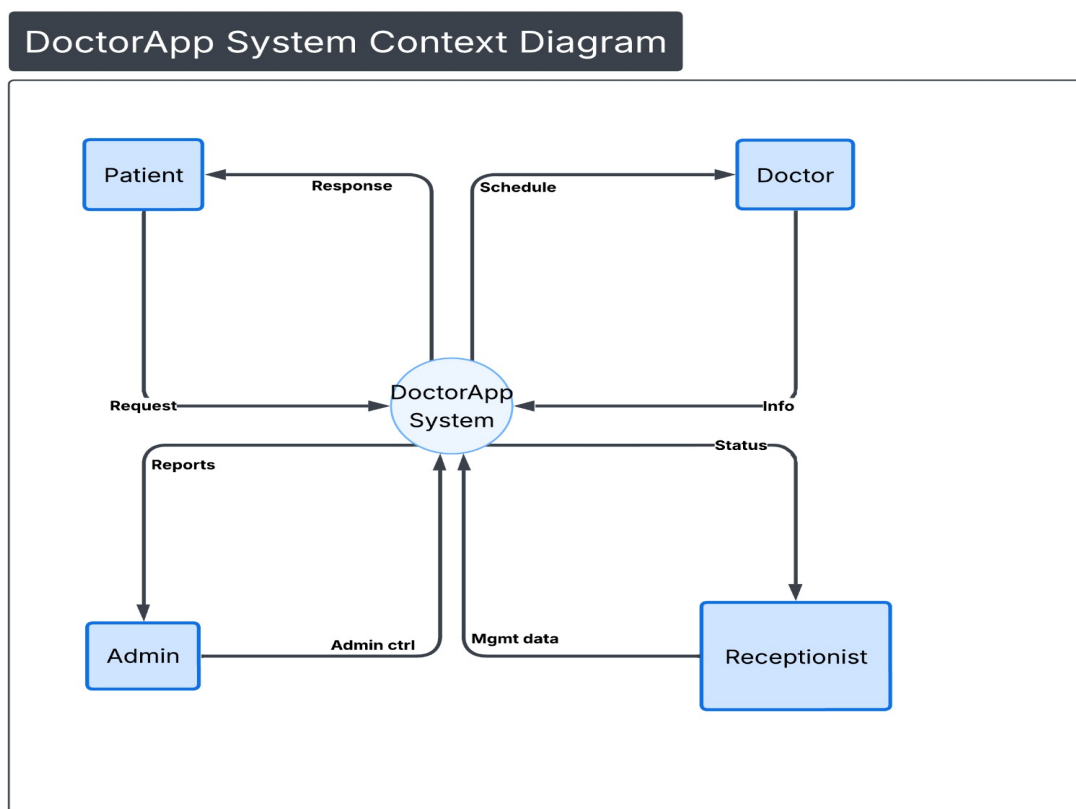 DoctorApp System Context Diagram
Patient
Response
Schedule
Doctor
DoctorApp
System
Request
Info
Reports
Status
Admin
Admin ctrl
Mgmt data
Receptionist